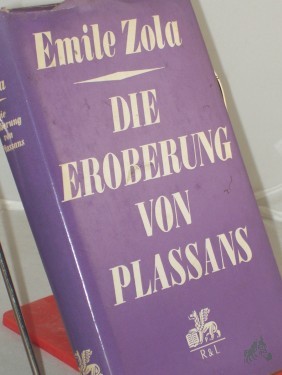 Emile Zola
DIE
EROBERUNG
VON
PLASSANS
R & L